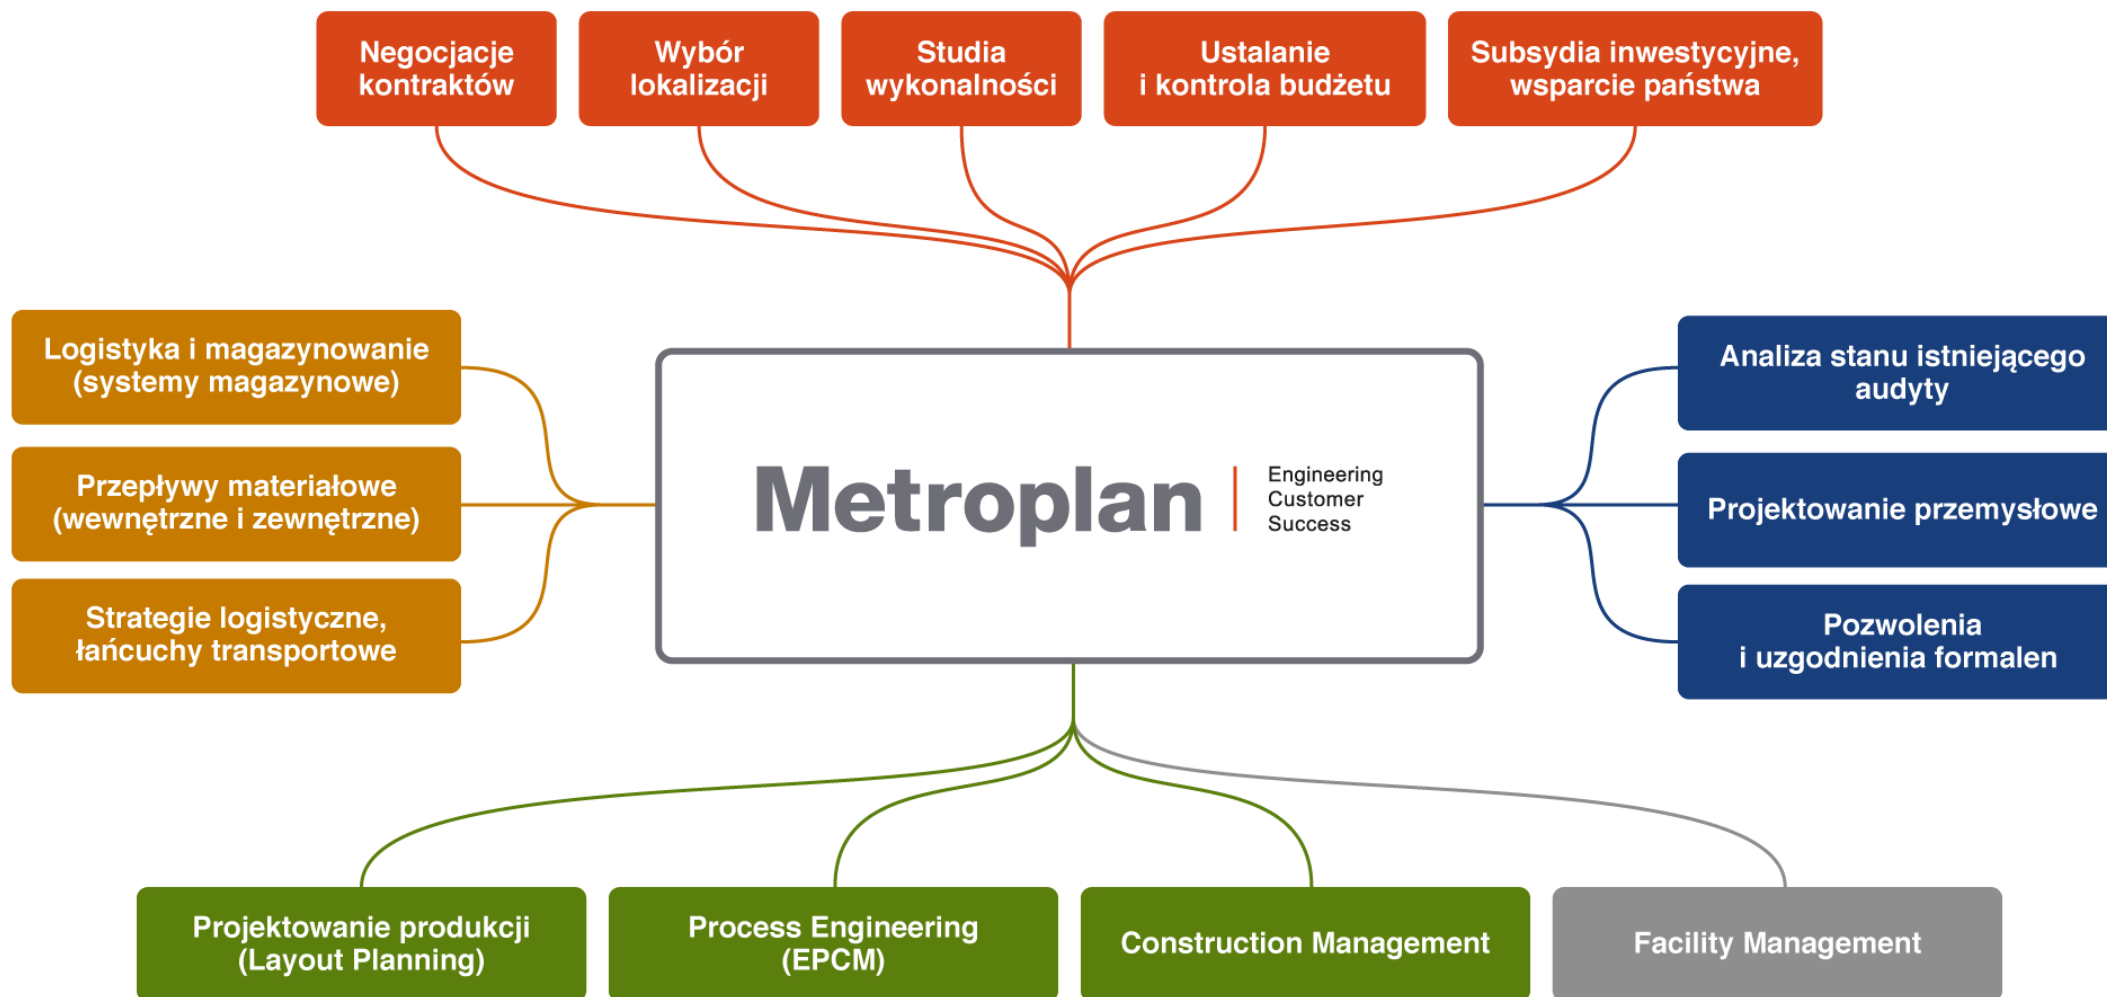 Negocjacje
kontraktów
Wybór
lokalizacji
Studia
wykonalności
Ustalanie
i kontrola budżetu
Subsydia inwestycyjne,
wsparcie państwa
Logistyka i magazynowanie
(systemy magazynowe)
Przepływy materiałowe
(wewnętrzne i zewnętrzne)
Strategie logistyczne,
łańcuchy transportowe
Metroplan
Engineering
Customer
Success
Analiza stanu istniejącego
audyty
Projektowanie przemysłowe
Pozwolenia
i uzgodnienia formalen
Projektowanie produkcji
(Layout Planning)
Process Engineering
(EPCM)
Construction Management
Facility Management